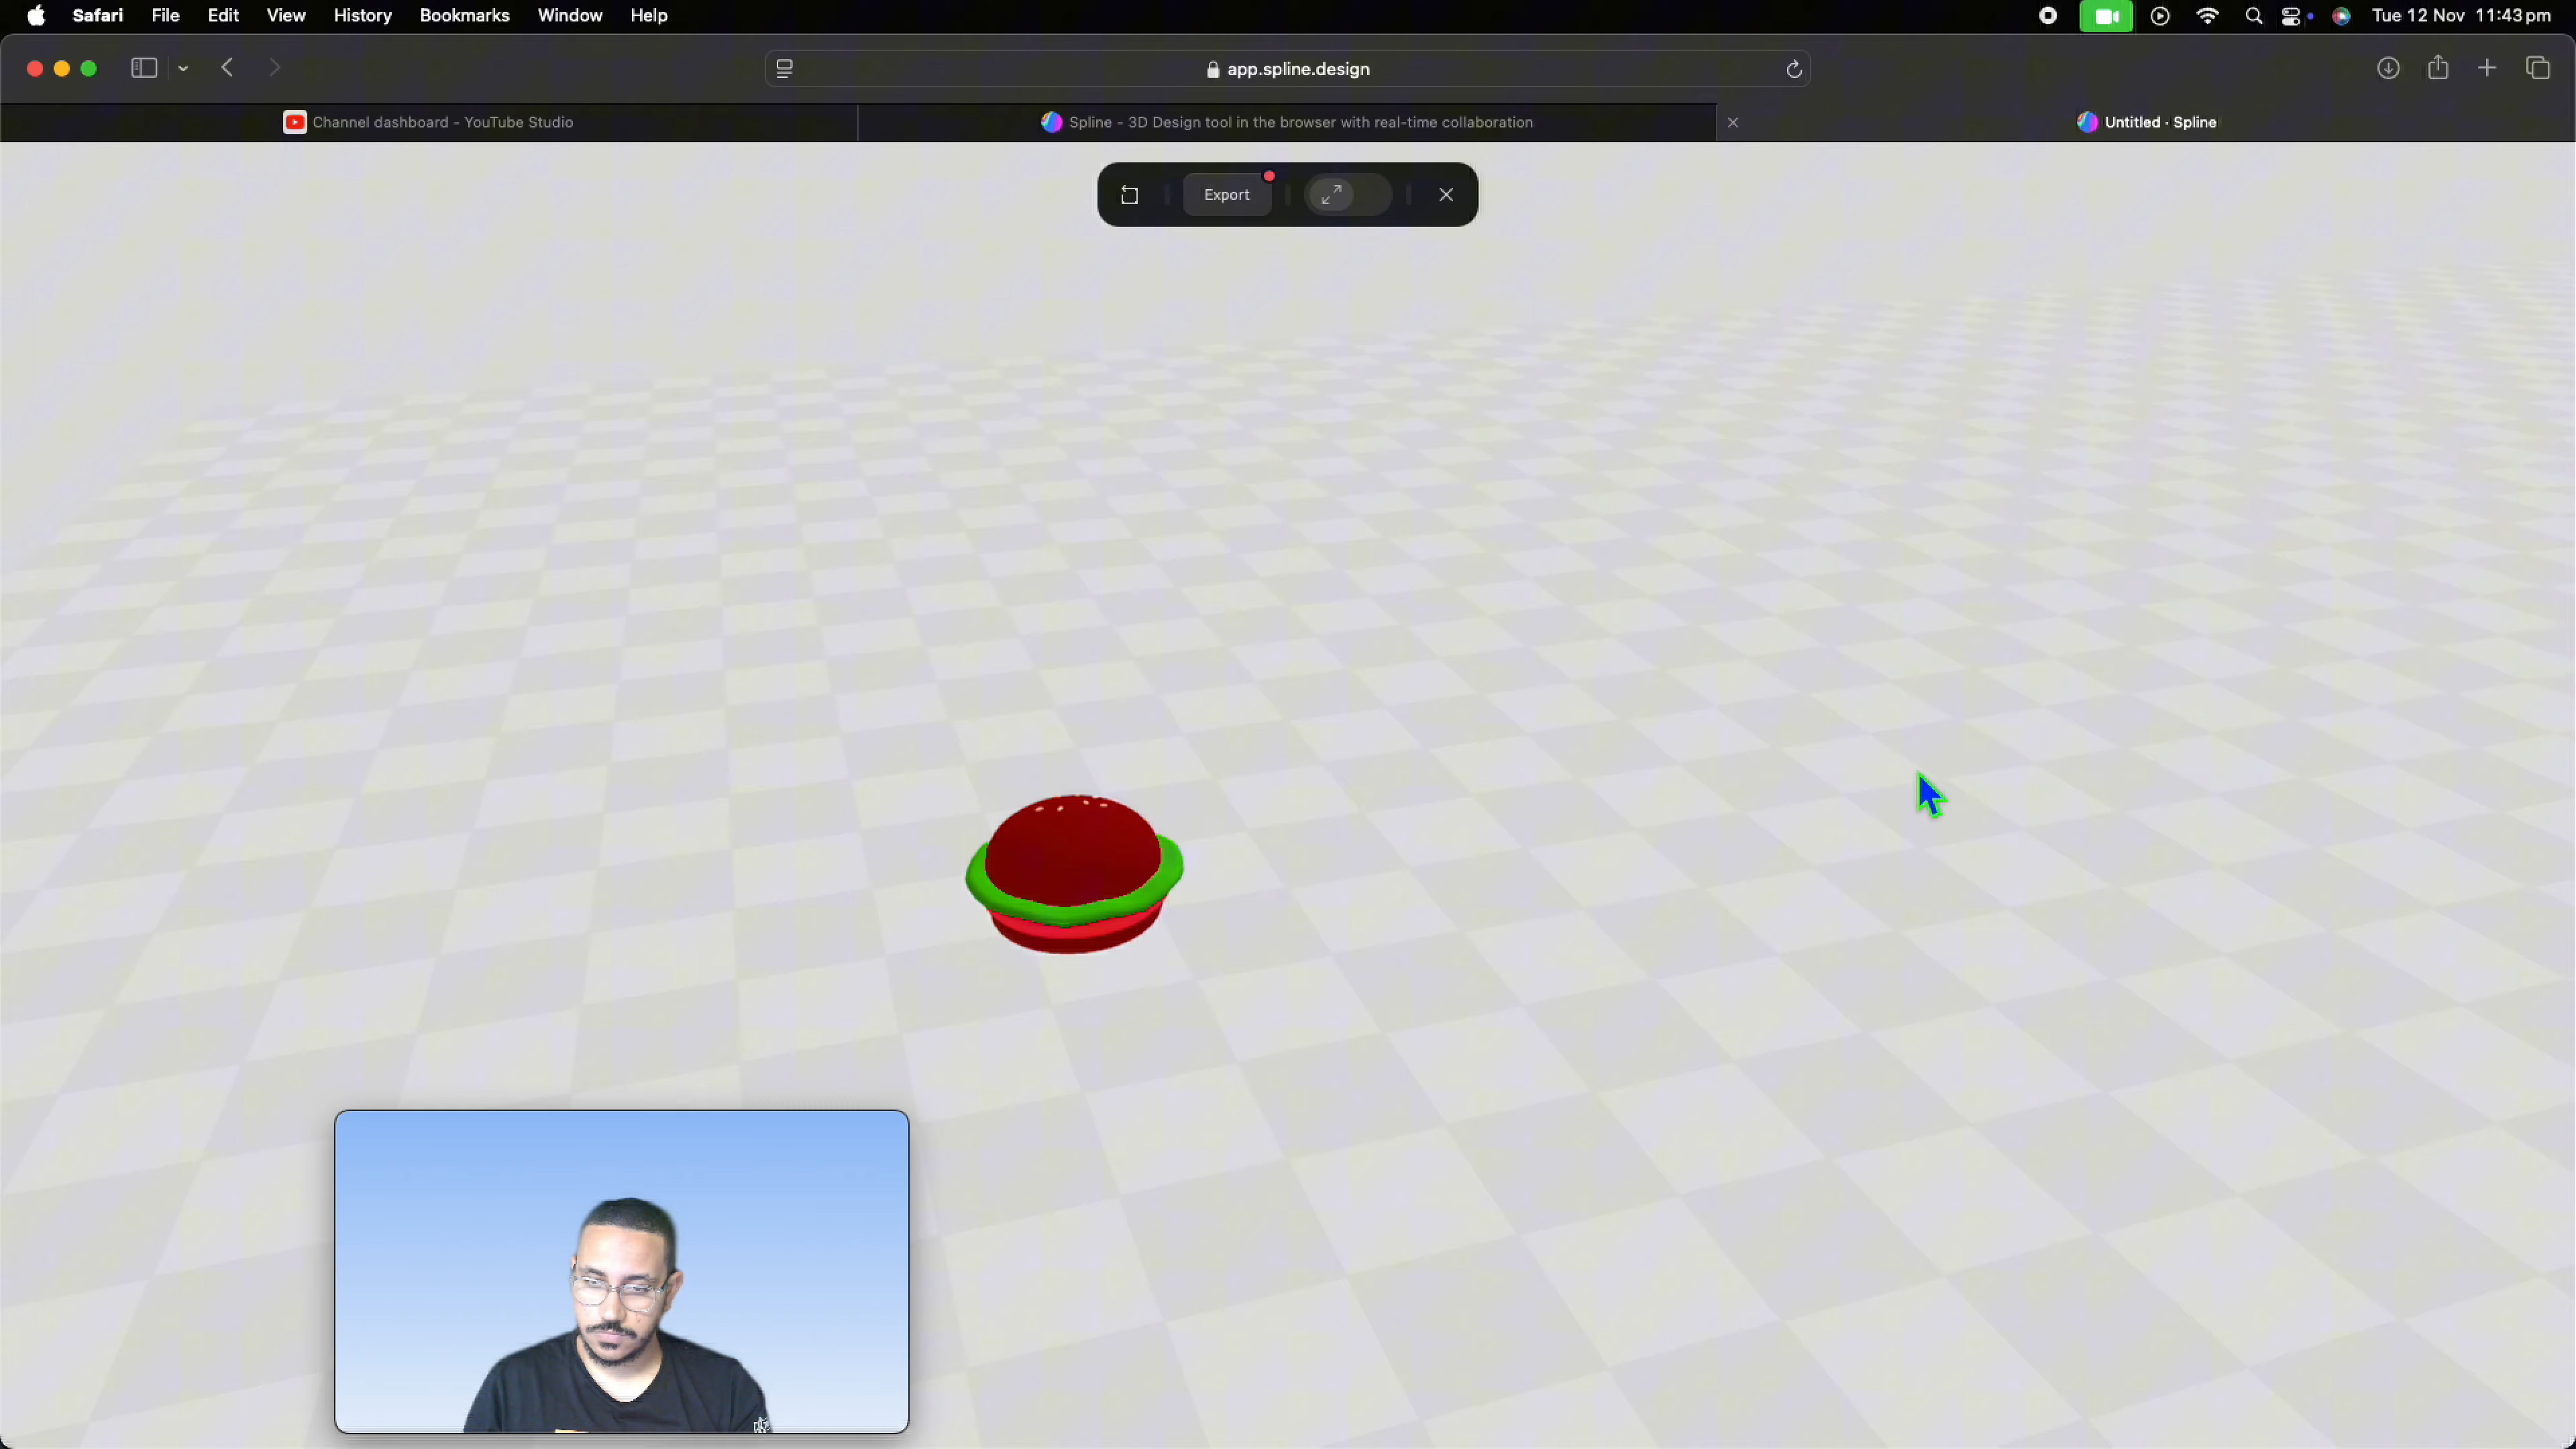 Safari File Edit View History Bookmarks Window Help Tue 12 Nov 11:43 pm
app.spline.design
Channel dashboard - YouTube Studio Spline - 3D Design tool in the browser with real-time collaboration Untitled · Spline
Export